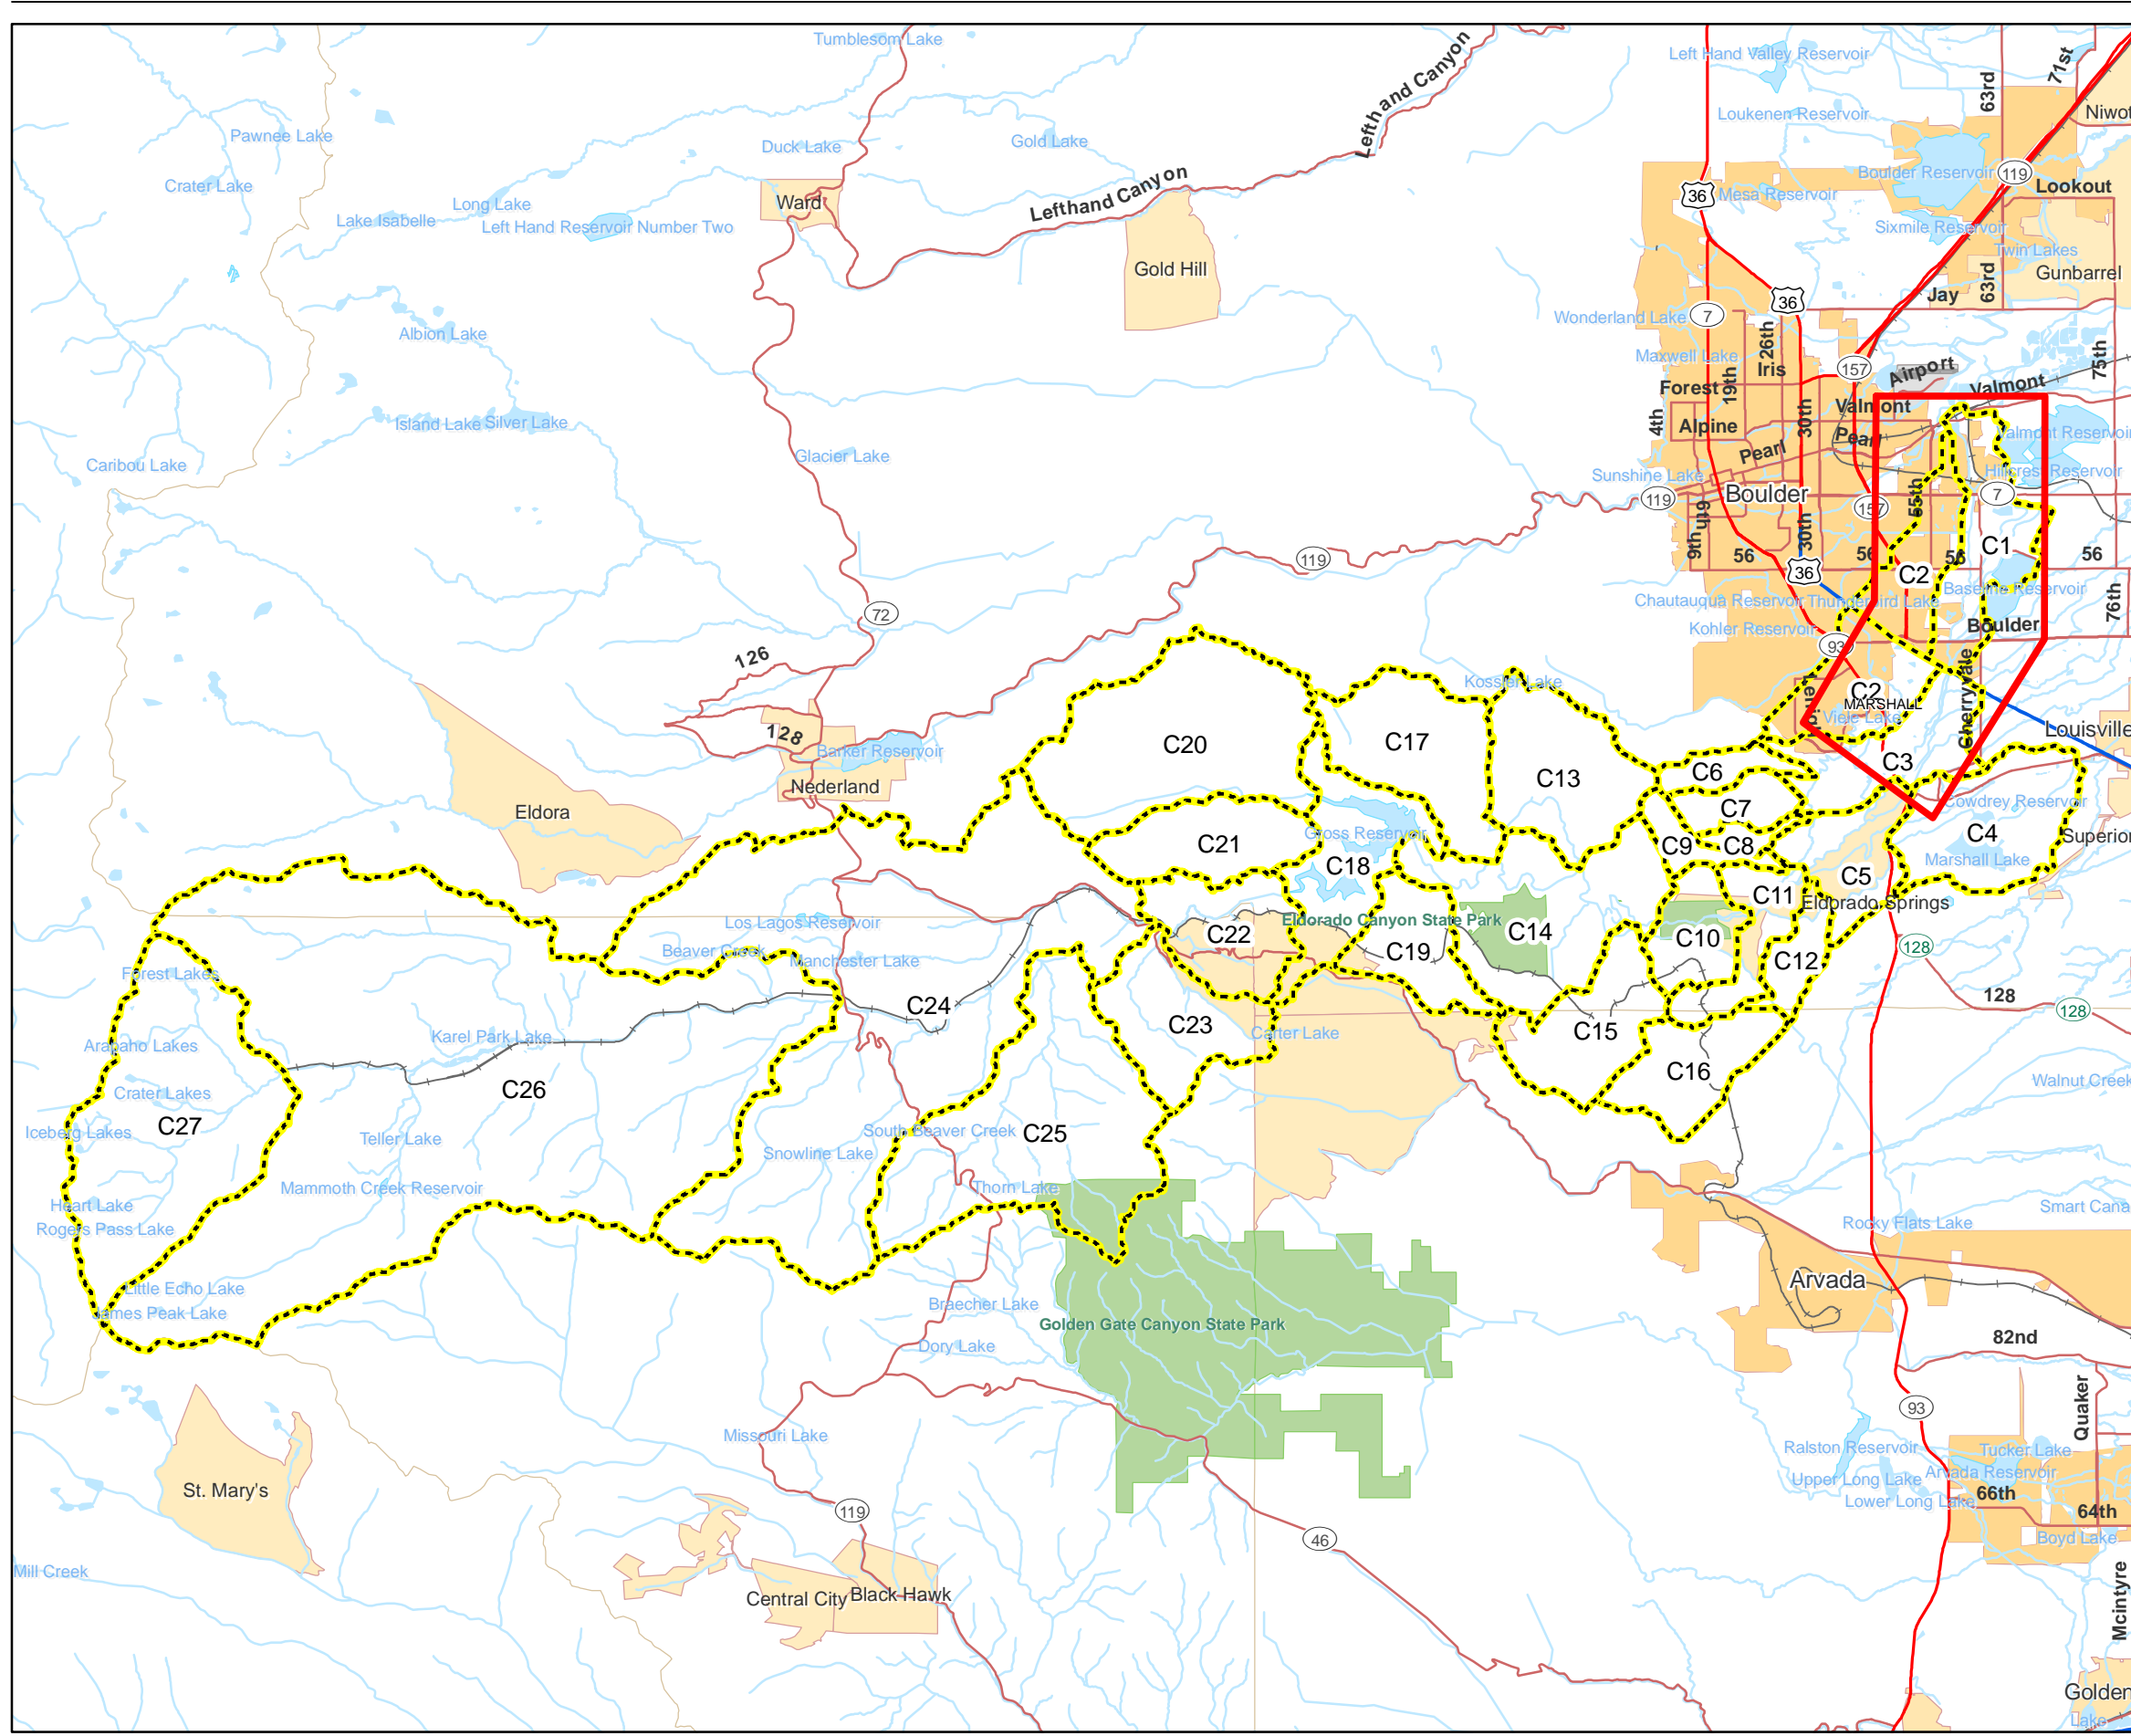 Tumblesom Lake
Lefthand Canyon
Left Hand Valley Reservoir
71st
63rd
Loukenen Reservoir
Niwot
Pawnee Lake
Duck Lake
Gold Lake
Crater Lake
Boulder Reservoir
119
Lookout
Lefthand Canyon
36
Mesa Reservoir
Long Lake
Ward
Lake Isabelle
Left Hand Reservoir Number Two
Sixmile Reservoir
Twin Lakes
Gold Hill
Gunbarrel
63rd
Jay
36
7
Wonderland Lake
Albion Lake
26th
Maxwell Lake
Iris
157
Airport
75th
Forest
19th
Valmont
Valmont
4th
Alpine
30th
Pearl
Pearl
Island Lake
Silver Lake
Glacier Lake
Caribou Lake
Sunshine Lake
119
Boulder
Hillcrest Reservoir
7
55th
157
9th
6th
30th
56
56
56
56
C1
119
36
C2
Baseline Reservoir
72
Chautauqua Reservoir
Thunderbird Lake
76th
Kohler Reservoir
Boulder
93
126
Kossler Lake
Cherryvale
C2
MARSHALL
Viele Lake
Louisville
128
Barker Reservoir
C20
C17
C3
Nederland
C13
C6
Eldora
C7
Cowdrey Reservoir
C4
Superior
Gross Reservoir
C21
C18
C9
C8
Marshall Lake
C5
C11
Eldorado Springs
Los Lagos Reservoir
Eldorado Canyon State Park
C22
C14
C10
128
Beaver Creek
Manchester Lake
C19
C12
Forest Lakes
C24
128
128
C23
Carter Lake
C15
Karel Park Lake
Arapaho Lakes
C16
Walnut Creek
C26
Crater Lakes
C27
Iceberg Lakes
South Beaver Creek
C25
Teller Lake
Snowline Lake
Mammoth Creek Reservoir
Thorn Lake
Heart Lake
Rogers Pass Lake
Smart Cana
Rocky Flats Lake
Arvada
Little Echo Lake
James Peak Lake
Braecher Lake
Golden Gate Canyon State Park
Dory Lake
82nd
Quaker
93
Missouri Lake
Ralston Reservoir
Tucker Lake
Upper Long Lake
Arvada Reservoir
St. Mary's
Lower Long Lake
66th
119
64th
46
Boyd Lake
Mill Creek
Central City
Black Hawk
Mcintyre
Golden
Lake